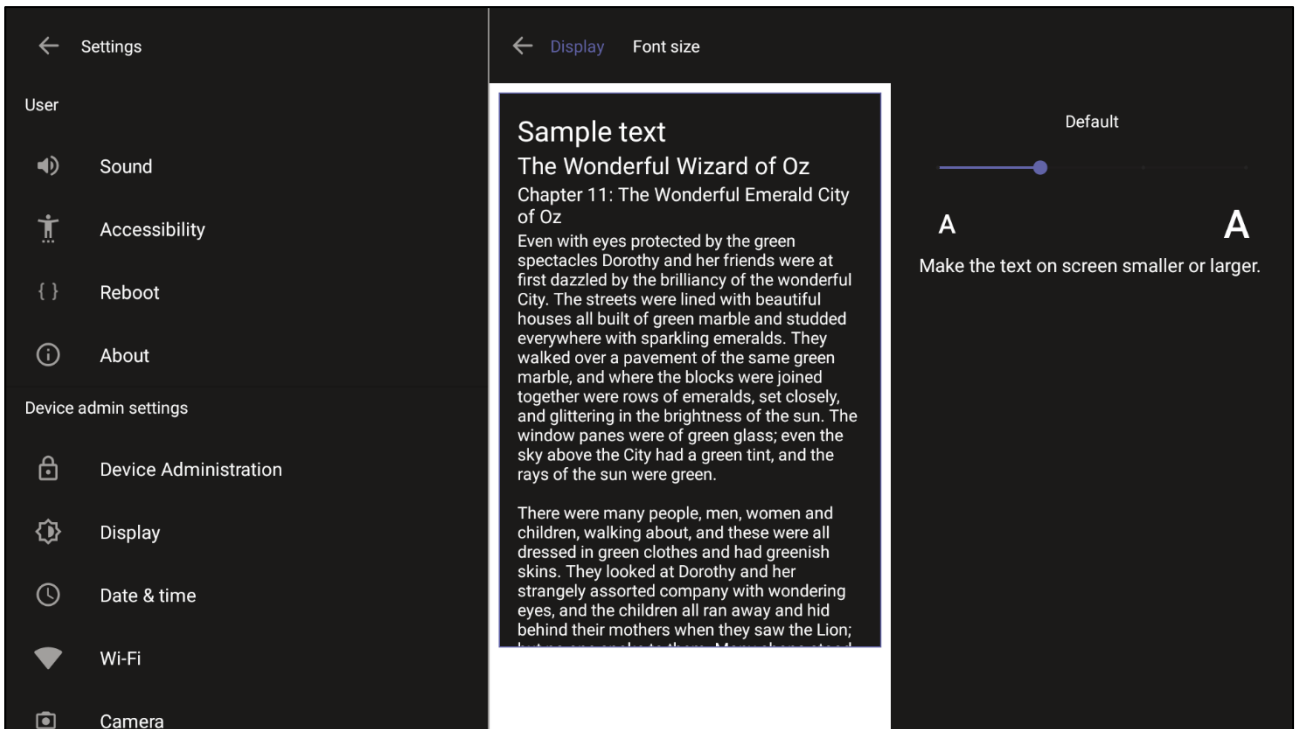 Settings
User
Sound
Accessibility
Reboot
About
Device admin settings
Device Administration
Display
Date & time
Wi-Fi
Camera
Display Font size
Sample text
The Wonderful Wizard of Oz
Chapter 11: The Wonderful Emerald City
of Oz
Even with eyes protected by the green
spectacles Dorothy and her friends were at
first dazzled by the brilliancy of the wonderful
City. The streets were lined with beautiful
houses all built of green marble and studded
everywhere with sparkling emeralds. They
walked over a pavement of the same green
marble, and where the blocks were joined
together were rows of emeralds, set closely,
and glittering in the brightness of the sun. The
window panes were of green glass; even the
sky above the City had a green tint, and the
rays of the sun were green.
There were many people, men, women and
children, walking about, and these were all
dressed in green clothes and had greenish
skins. They looked at Dorothy and her
strangely assorted company with wondering
eyes, and the children all ran away and hid
behind their mothers when they saw the Lion;
Default
A A
Make the text on screen smaller or larger.